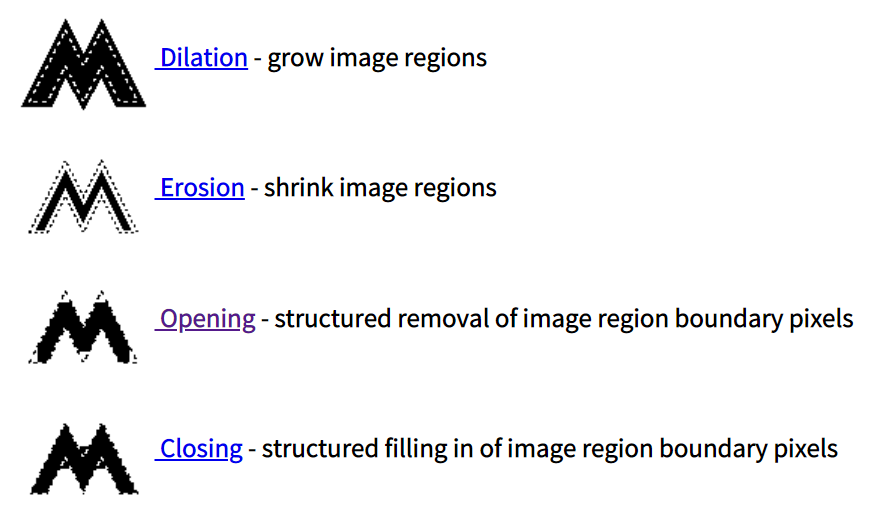 Dilation - grow image regions
Erosion - shrink image regions
Opening - structured removal of image region boundary pixels
Closing - structured filling in of image region boundary pixels